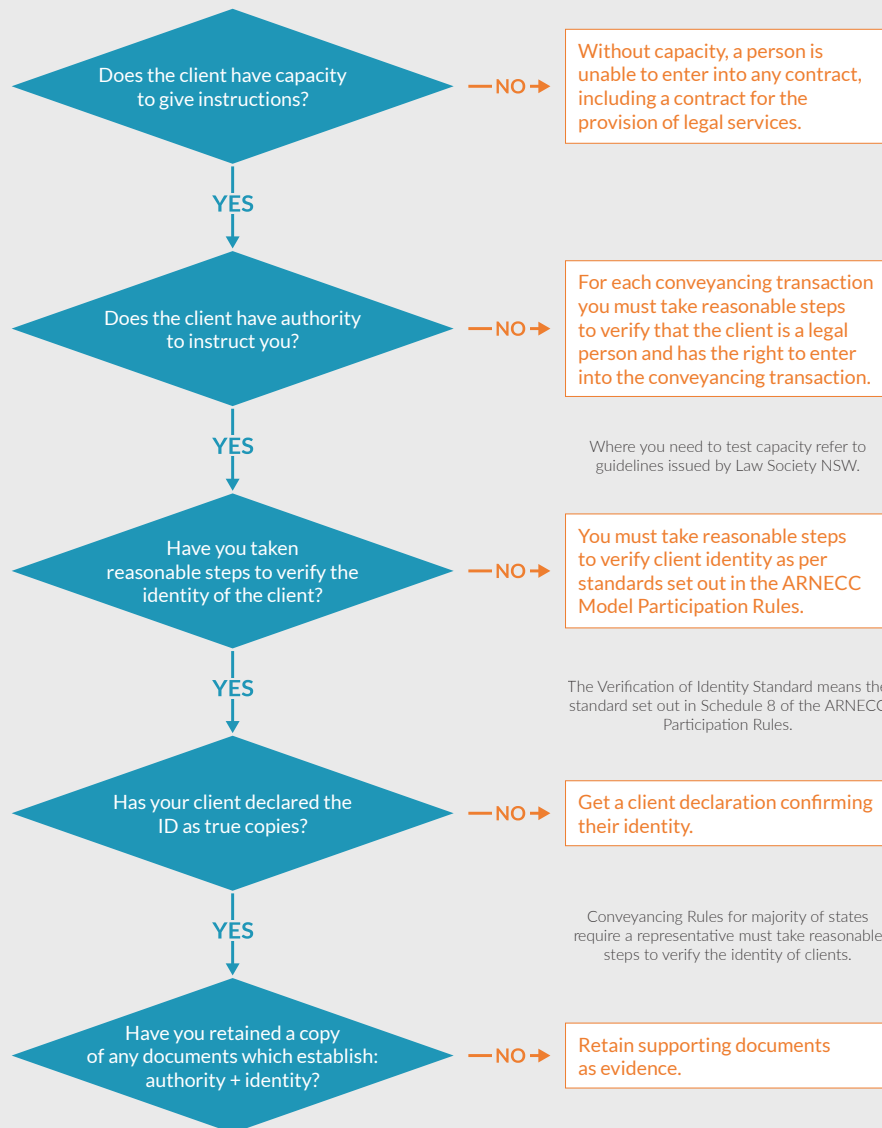 Does the client have capacity
to give instructions?
NO
Without capacity, a person is
unable to enter into any contract,
including a contract for the
provision of legal services.
YES
Does the client have authority
to instruct you?
NO
For each conveyancing transaction
you must take reasonable steps
to verify that the client is a legal
person and has the right to enter
into the conveyancing transaction.
YES
Where you need to test capacity refer to
guidelines issued by Law Society NSW.
Have you taken
reasonable steps to verify the
identity of the client?
NO
You must take reasonable steps
to verify client identity as per
standards set out in the ARNECC
Model Participation Rules.
YES
The Verification of Identity Standard means the
standard set out in Schedule 8 of the ARNECC
Participation Rules.
Has your client declared the
ID as true copies?
NO
Get a client declaration confirming
their identity.
YES
Conveyancing Rules for majority of states
require a representative must take reasonable
steps to verify the identity of clients.
Have you retained a copy
of any documents which establish:
authority + identity?
NO
Retain supporting documents
as evidence.